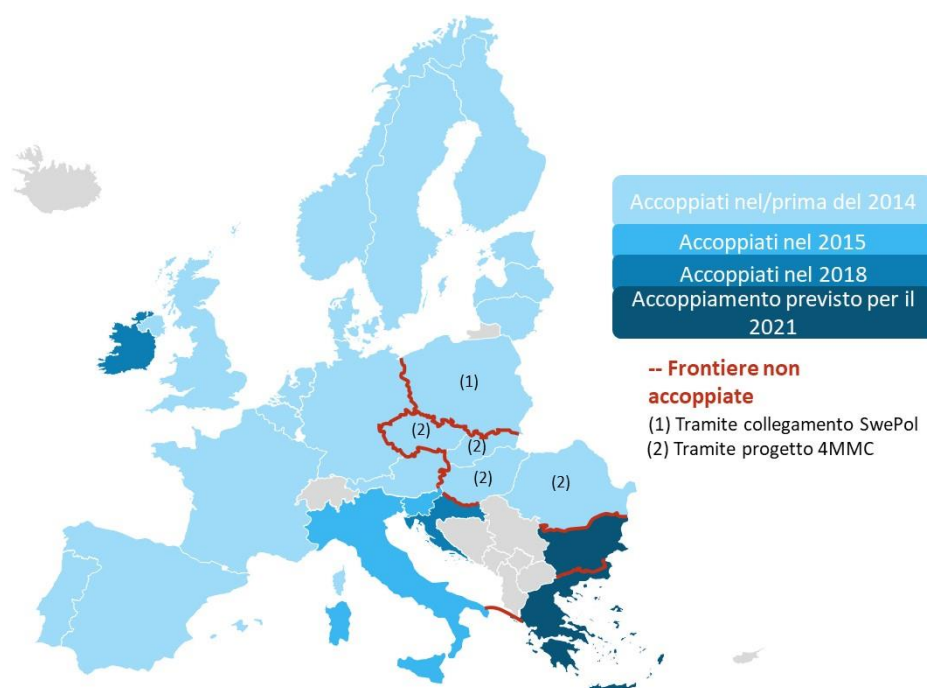 Accoppiati nel/prima del 2014
Accoppiati nel 2015
Accoppiati nel 2018
Accoppiamento previsto per il
2021
-- Frontiere non
accoppiate
(1) Tramite collegamento SwePol
(2) Tramite progetto 4MMC
(1)
(2)
(2)
(2)
(2)